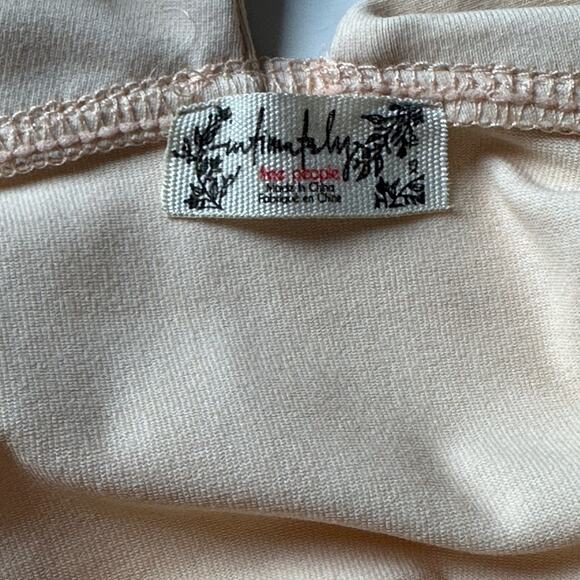 intimately
free people
Made in China
Fabriqué en Chine